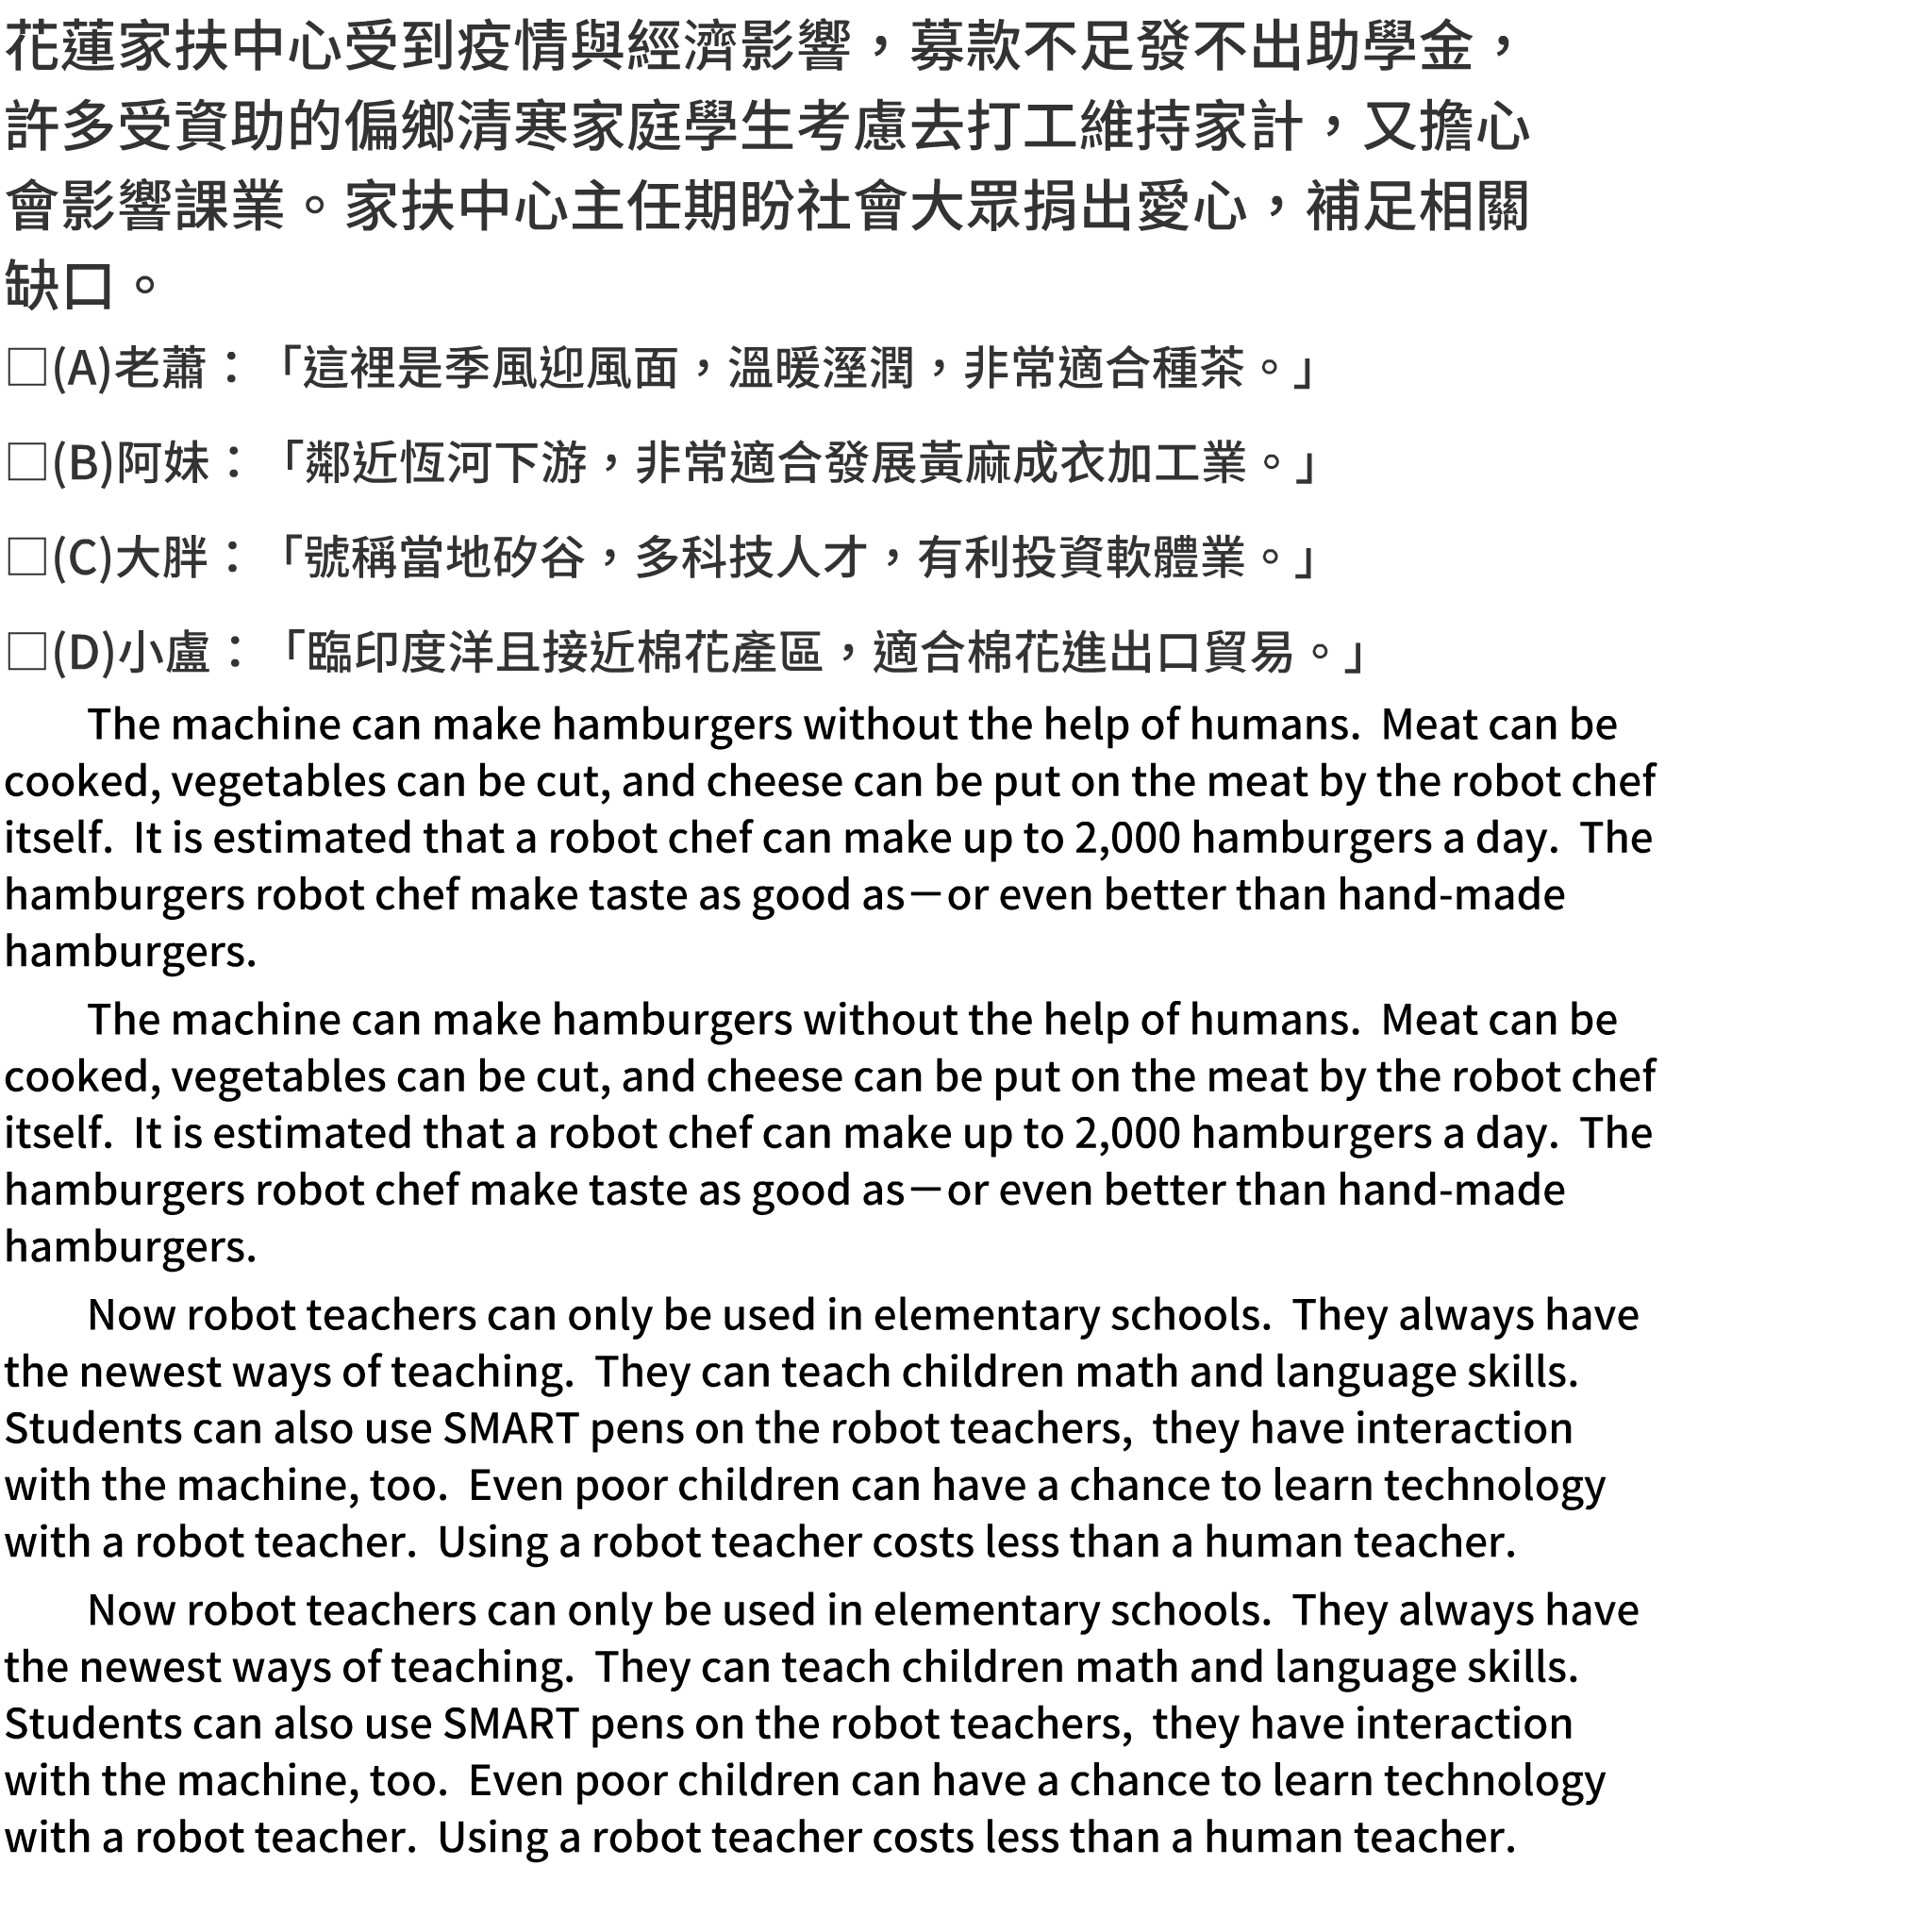 花蓮家扶中心受到疫情與經濟影響，募款不足發不出助學金，
許多受資助的偏鄉清寒家庭學生考慮去打工維持家計，又擔心
會影響課業。家扶中心主任期盼社會大眾捐出愛心，補足相關
缺口。
□(A)老蕭：「這裡是季風迎風面，溫暖溼潤，非常適合種茶。」
□(B)阿妹：「鄰近恆河下游，非常適合發展黃麻成衣加工業。」
□(C)大胖：「號稱當地矽谷，多科技人才，有利投資軟體業。」
□(D)小盧：「臨印度洋且接近棉花產區，適合棉花進出口貿易。」
The machine can make hamburgers without the help of humans.  Meat can be
cooked, vegetables can be cut, and cheese can be put on the meat by the robot chef
itself.  It is estimated that a robot chef can make up to 2,000 hamburgers a day.  The
hamburgers robot chef make taste as good as－or even better than hand-made
hamburgers.
The machine can make hamburgers without the help of humans.  Meat can be
cooked, vegetables can be cut, and cheese can be put on the meat by the robot chef
itself.  It is estimated that a robot chef can make up to 2,000 hamburgers a day.  The
hamburgers robot chef make taste as good as－or even better than hand-made
hamburgers.
Now robot teachers can only be used in elementary schools.  They always have
the newest ways of teaching.  They can teach children math and language skills.
Students can also use SMART pens on the robot teachers,  they have interaction
with the machine, too.  Even poor children can have a chance to learn technology
with a robot teacher.  Using a robot teacher costs less than a human teacher.
Now robot teachers can only be used in elementary schools.  They always have
the newest ways of teaching.  They can teach children math and language skills.
Students can also use SMART pens on the robot teachers,  they have interaction
with the machine, too.  Even poor children can have a chance to learn technology
with a robot teacher.  Using a robot teacher costs less than a human teacher.